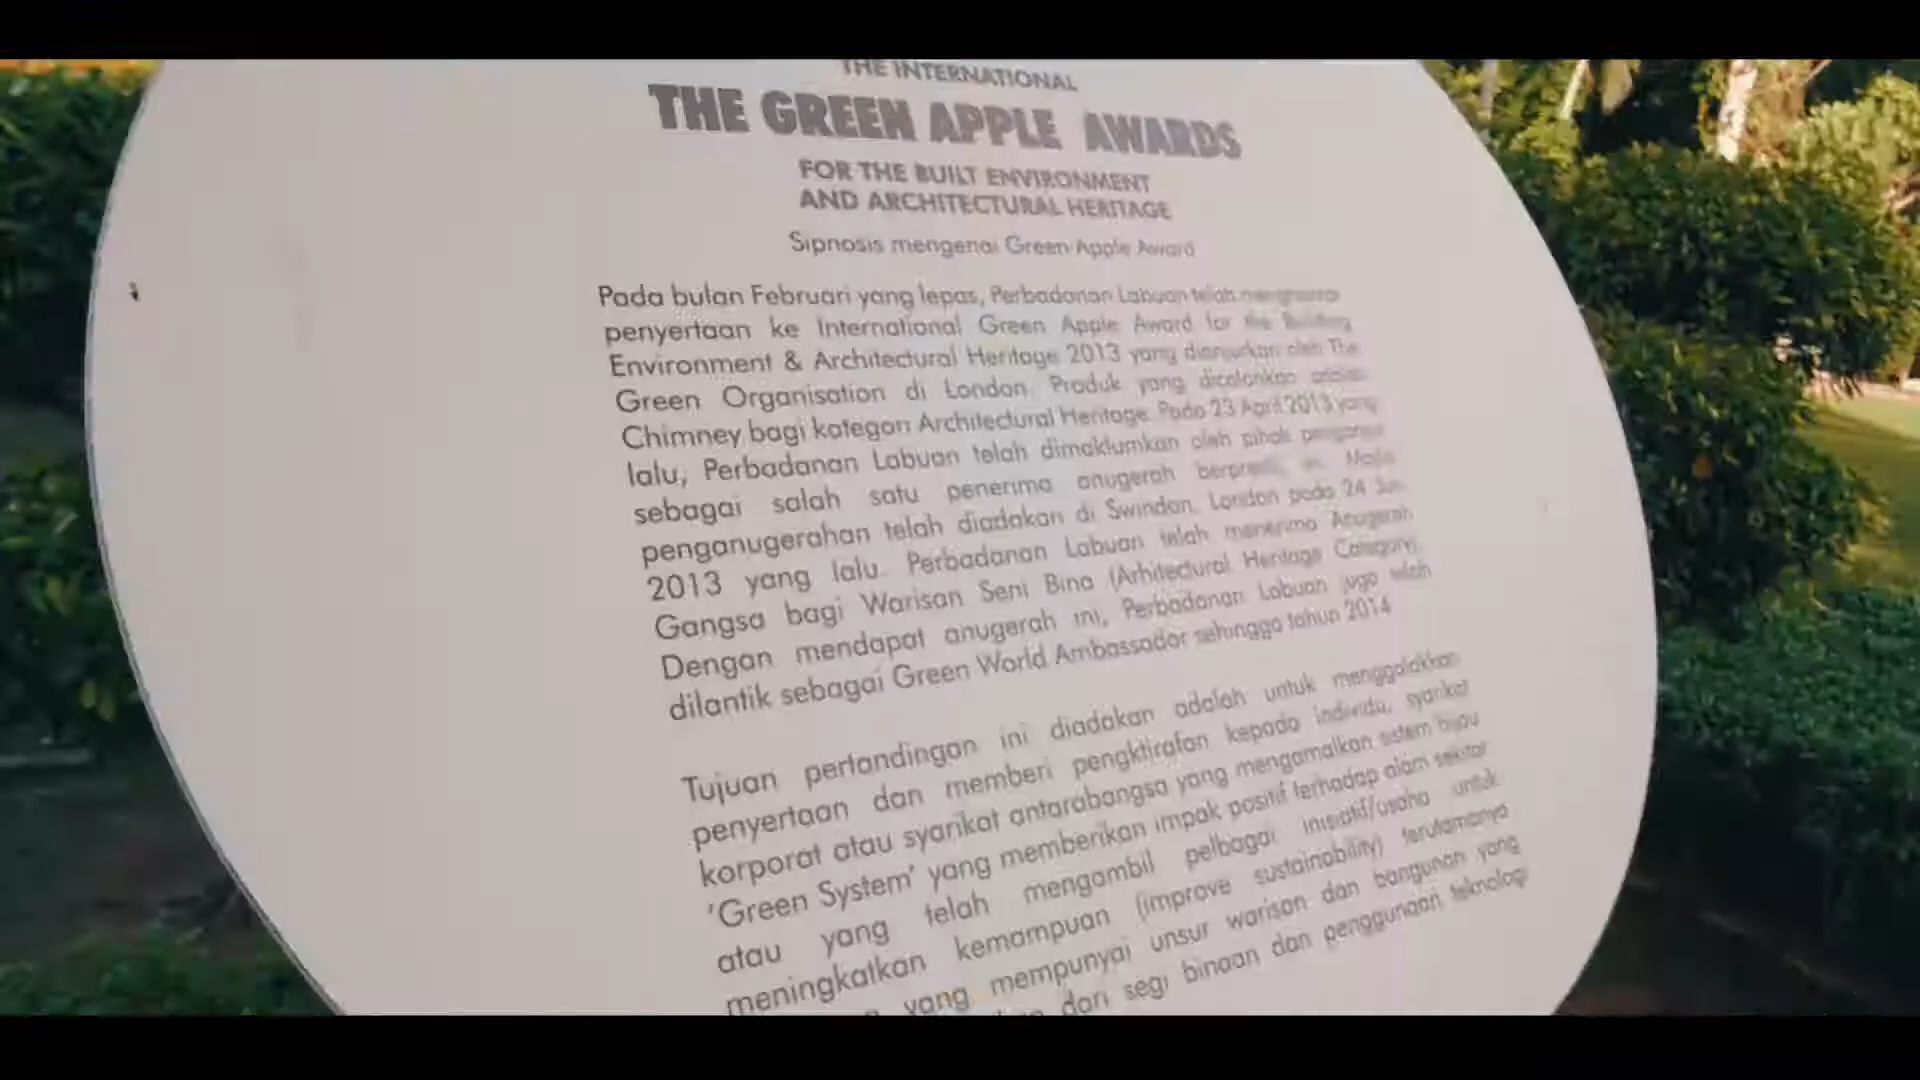 THE INTERNATIONAL
THE GREEN APPLE AWARDS
FOR THE BUILT ENVIRONMENT
AND ARCHITECTURAL HERITAGE
Sipnosis mengenai Green Apple Award
Pada bulan Februari yang lepas, Perbadanan Labuan telah
penyertaan ke International Green Apple Award for the Building
Environment & Architectural Heritage 2013 yang dianjurkan oleh The
Green Organisation di London. Produk yang dicalonkan adalah
Chimney bagi kategori Architectural Heritage. Pada 23 April 2013 yang
lalu, Perbadanan Labuan telah dimaklumkan oleh pihak penganjur
sebagai salah satu penerima anugerah ini. Majlis
penganugerahan telah diadakan di Swindon, London pada 24 Jun
2013 yang lalu. Perbadanan Labuan telah menerima Anugerah
Gangsa bagi Warisan Seni Bina (Arhitectural Heritage Category).
Dengan mendapat anugerah ini, Perbadanan Labuan juga telah
dilantik sebagai Green World Ambassador sehingga tahun 2014
Tujuan pertandingan ini diadakan adalah untuk menggalakkan
penyertaan dan memberi pengktirafan kepada individu, syarikat
korporat atau syarikat antarabangsa yang mengamalkan sistem hijau
'Green System' yang memberikan impak positif terhadap alam sekitar
atau yang telah mengambil pelbagai inisiatif/usaha untuk
meningkatkan kemampuan (improve sustainability) terutamanya
yang mempunyai unsur warisan dan bangunan yang
dari segi binaan dan penggunaan teknologi